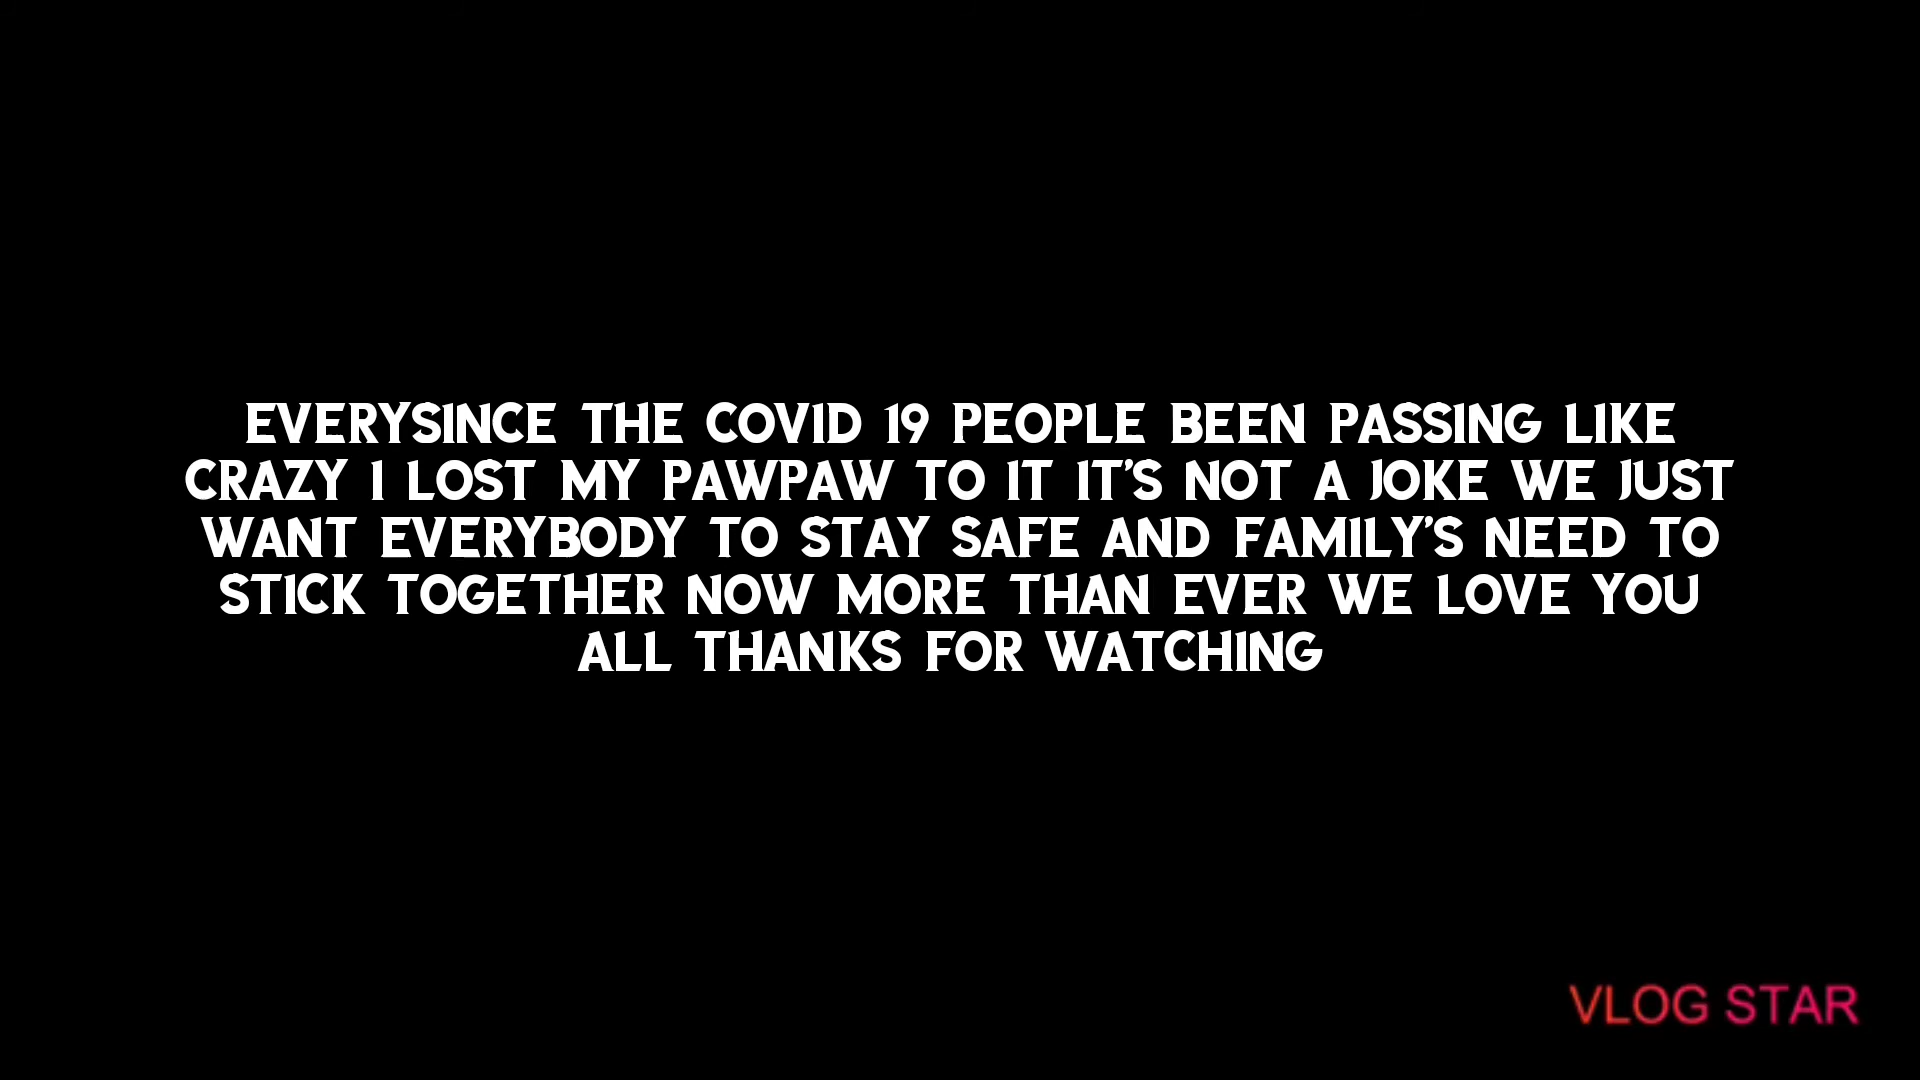 EVERYSINCE THE COVID 19 PEOPLE BEEN PASSING LIKE
CRAZY I LOST MY PAWPAW TO IT IT'S NOT A JOKE WE JUST
WANT EVERYBODY TO STAY SAFE AND FAMILY'S NEED TO
STICK TOGETHER NOW MORE THAN EVER WE LOVE YOU
ALL THANKS FOR WATCHING
VLOG STAR